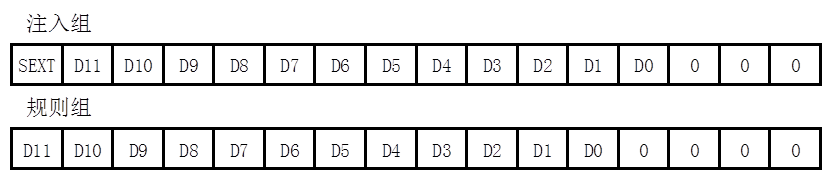 注入组
SEXT D11 D10 D9 D8 D7 D6 D5 D4 D3 D2 D1 D0 0 0 0
规则组
D11 D10 D9 D8 D7 D6 D5 D4 D3 D2 D1 D0 0 0 0 0